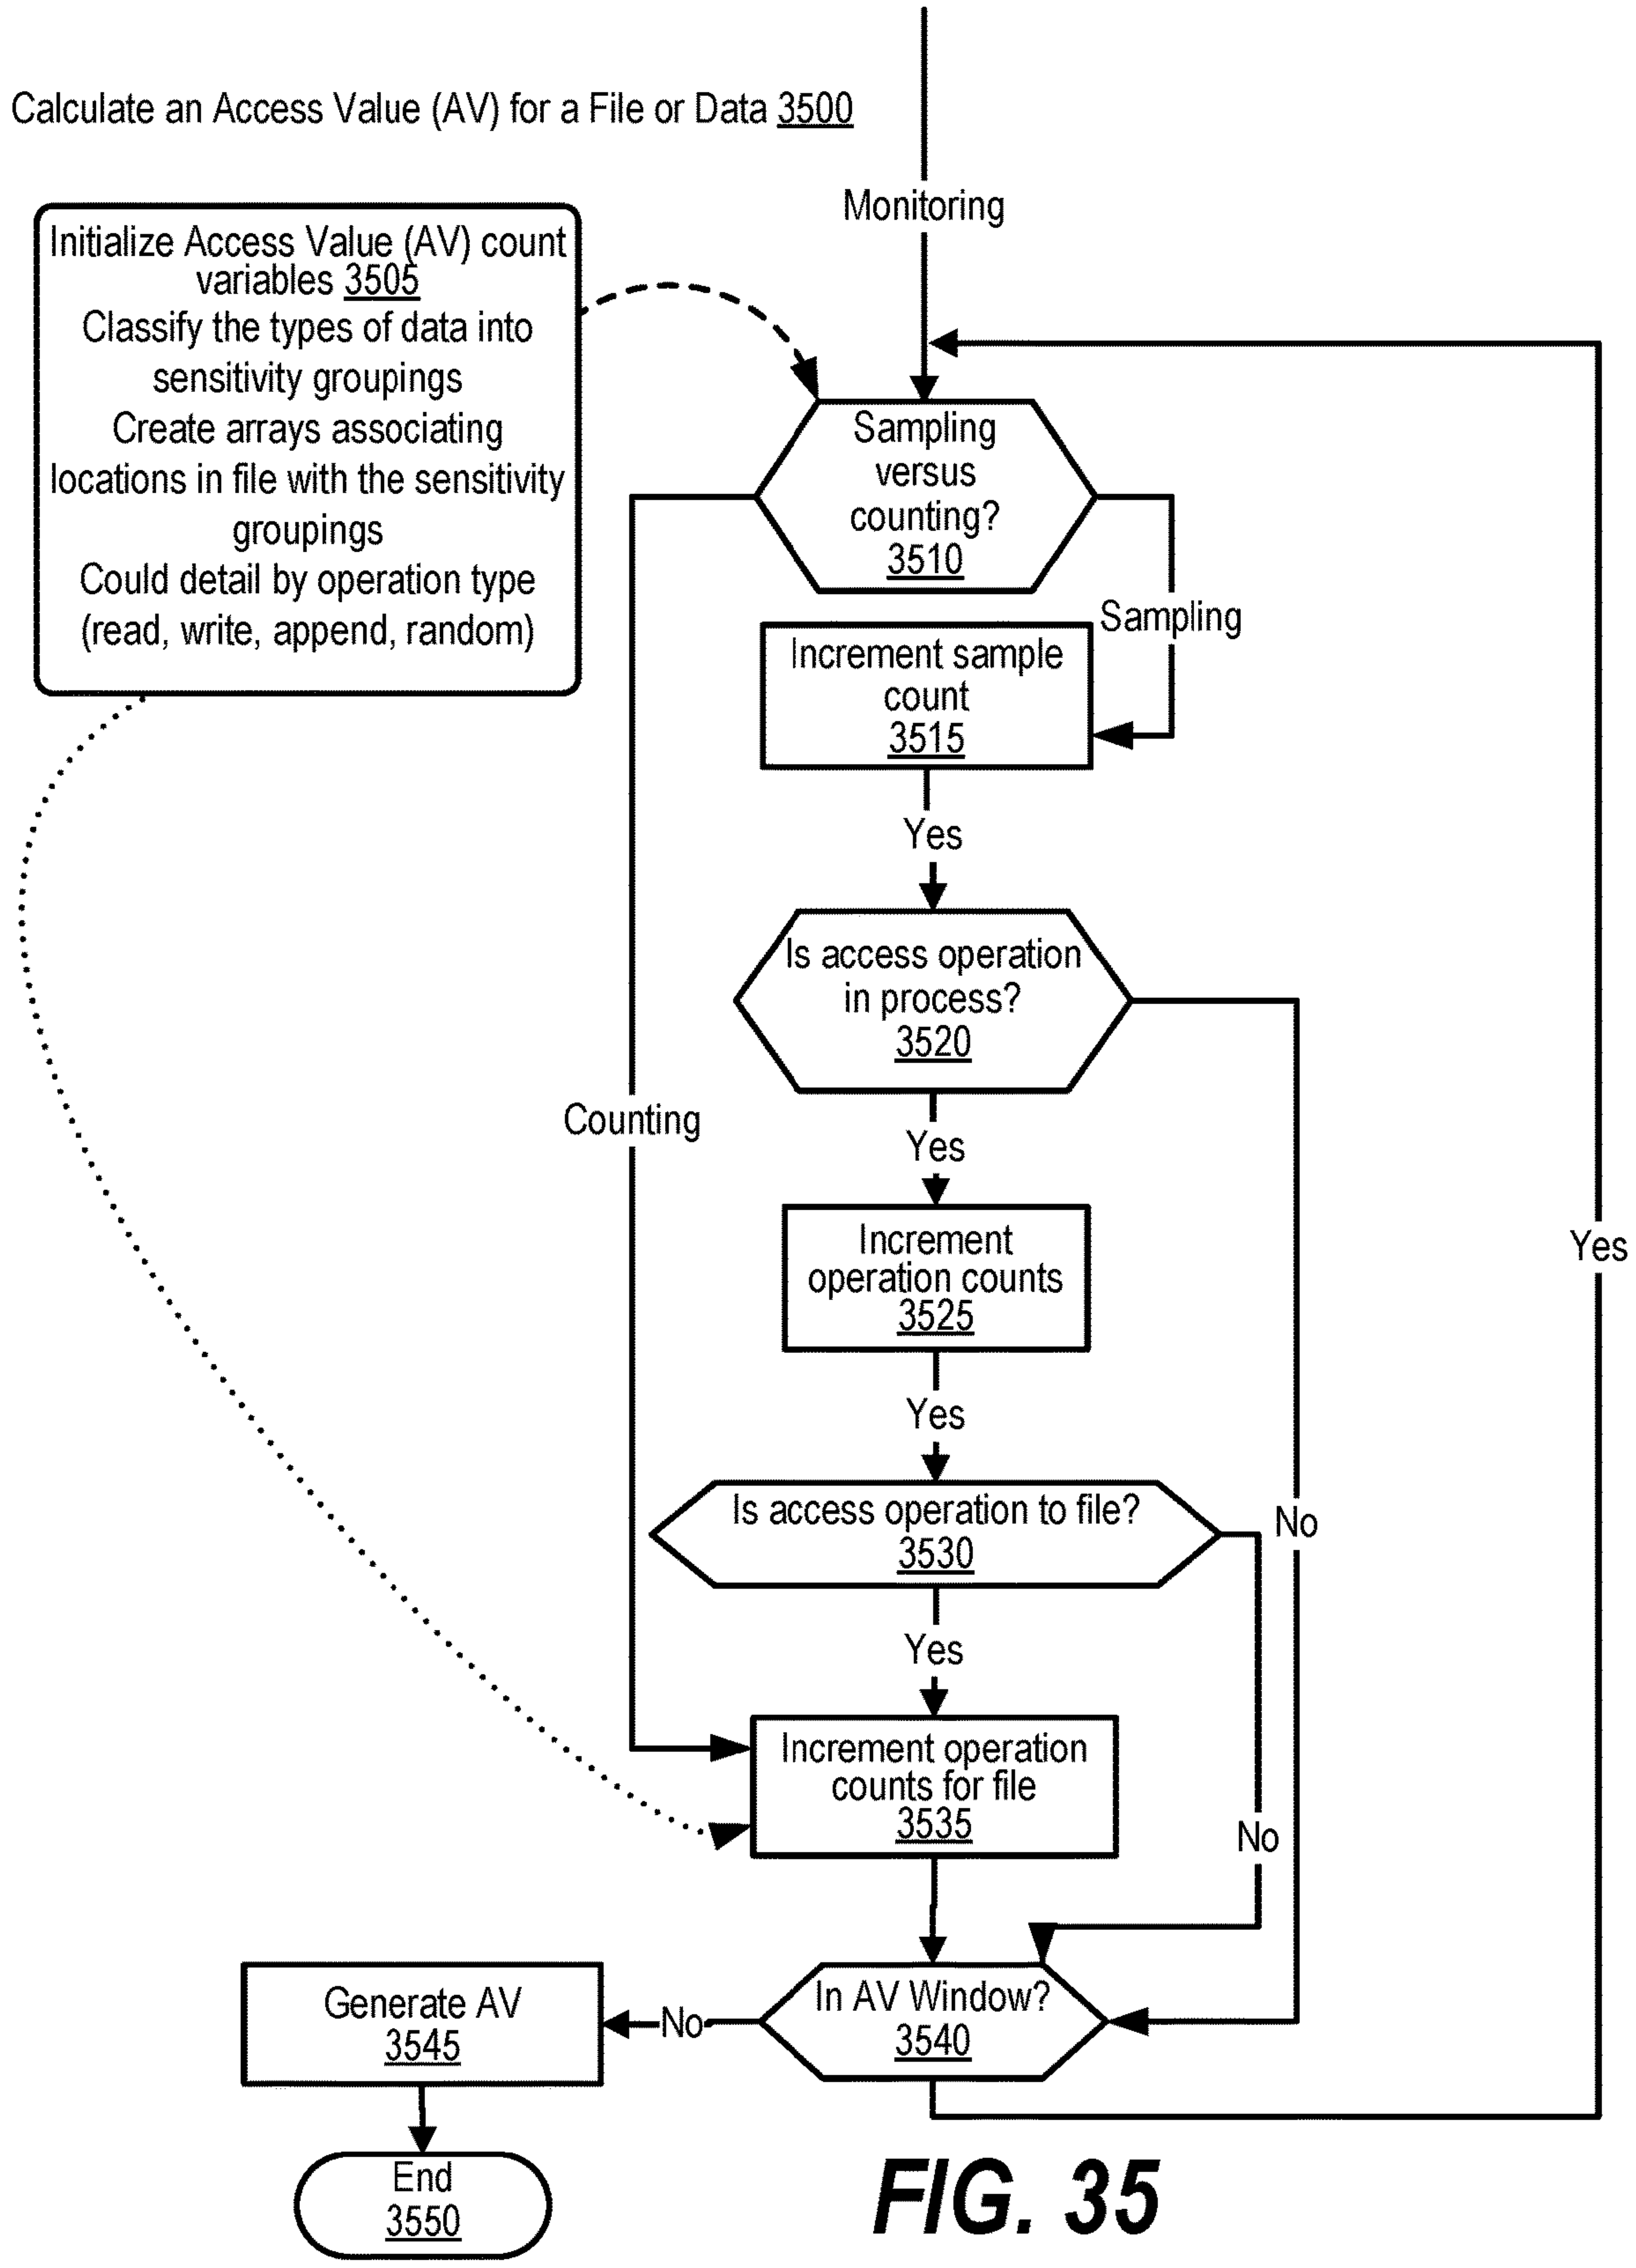 Calculate an Access Value (AV) for a File or Data 3500
Monitoring
Initialize Access Value (AV) count
variables 3505
Classify the types of data into
sensitivity groupings
Create arrays associating
locations in file with the sensitivity
groupings
Could detail by operation type
(read, write, append, random)
Sampling
versus
counting?
3510
Sampling
Increment sample
count
3515
Yes
Is access operation
in process?
3520
Counting
Yes
Increment
operation counts
3525
Yes
Yes
Is access operation to file?
3530
No
Yes
Increment operation
counts for file
3535
No
In AV Window?
3540
No
Generate AV
3545
End
3550
FIG. 35